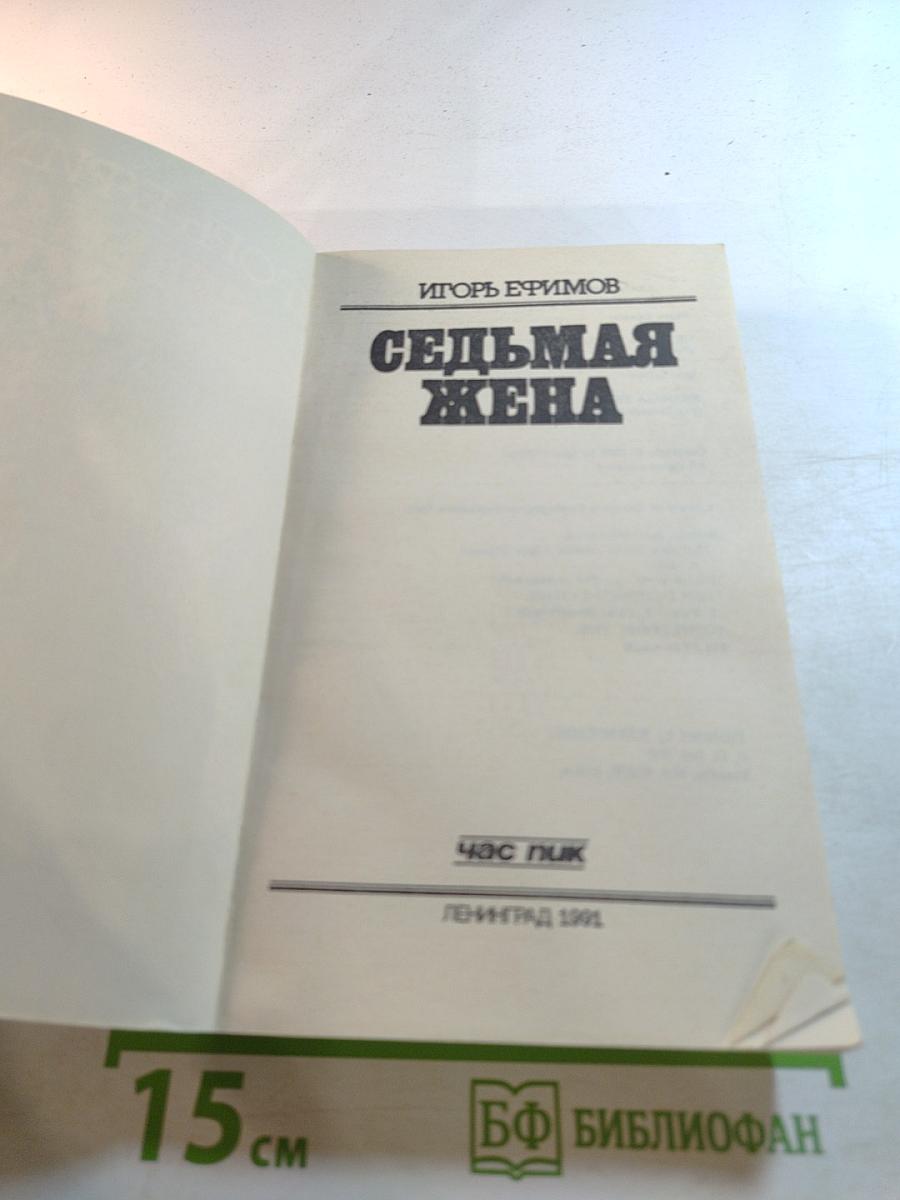 ИГОРЬ ЕФИМОВ
СЕДЬМАЯ
ЖЕНА
час пик
ЛЕНИНГРАД 1991
15 см
БФ БИБЛИОФАН